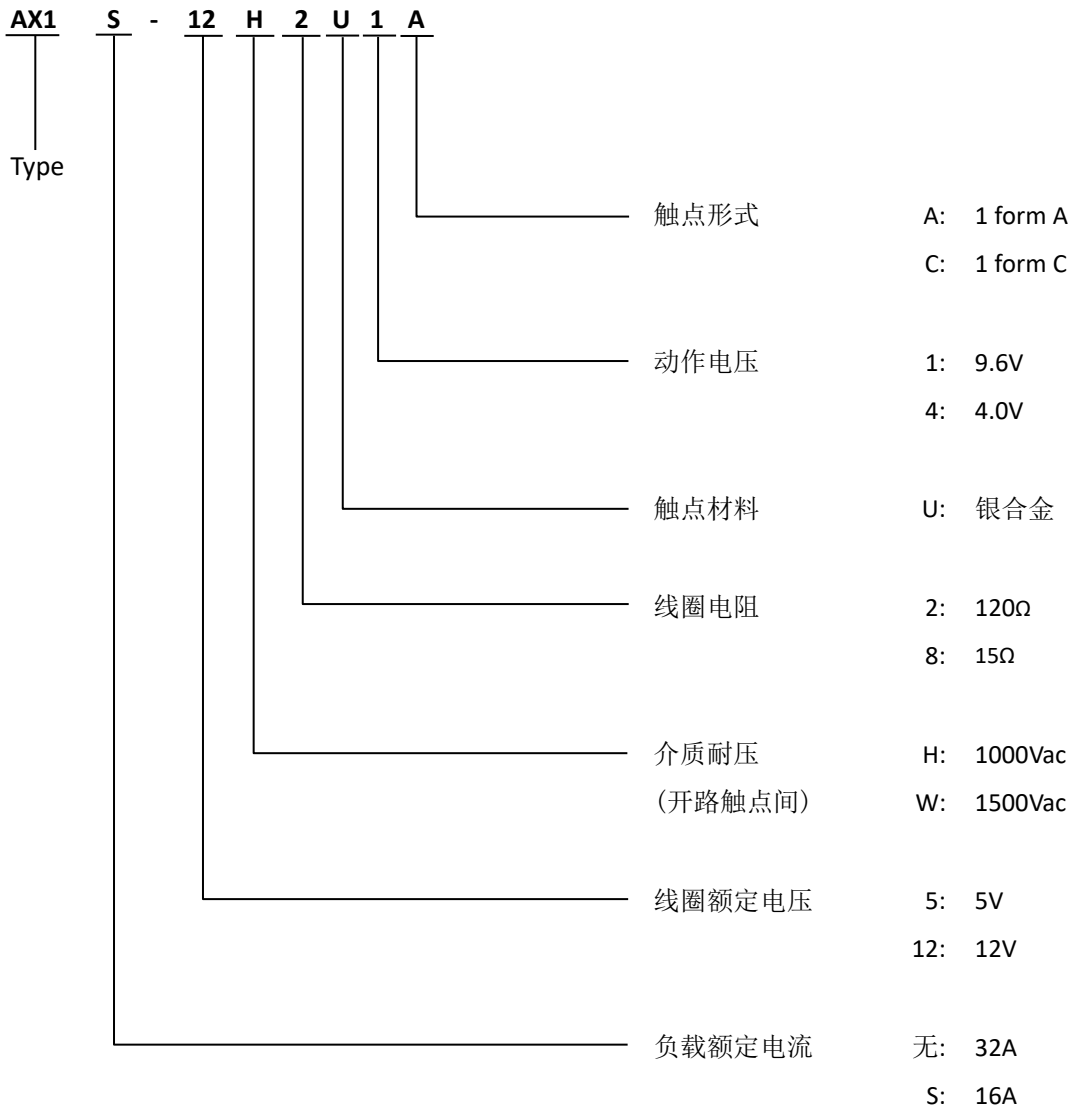 AX1 S - 12 H 2 U 1 A
Type
触点形式 A: 1 form A
C: 1 form C
动作电压 1: 9.6V
4: 4.0V
触点材料 U: 银合金
线圈电阻 2: 120Ω
8: 15Ω
介质耐压 H: 1000Vac
(开路触点间) W: 1500Vac
线圈额定电压 5: 5V
12: 12V
负载额定电流 无: 32A
S: 16A